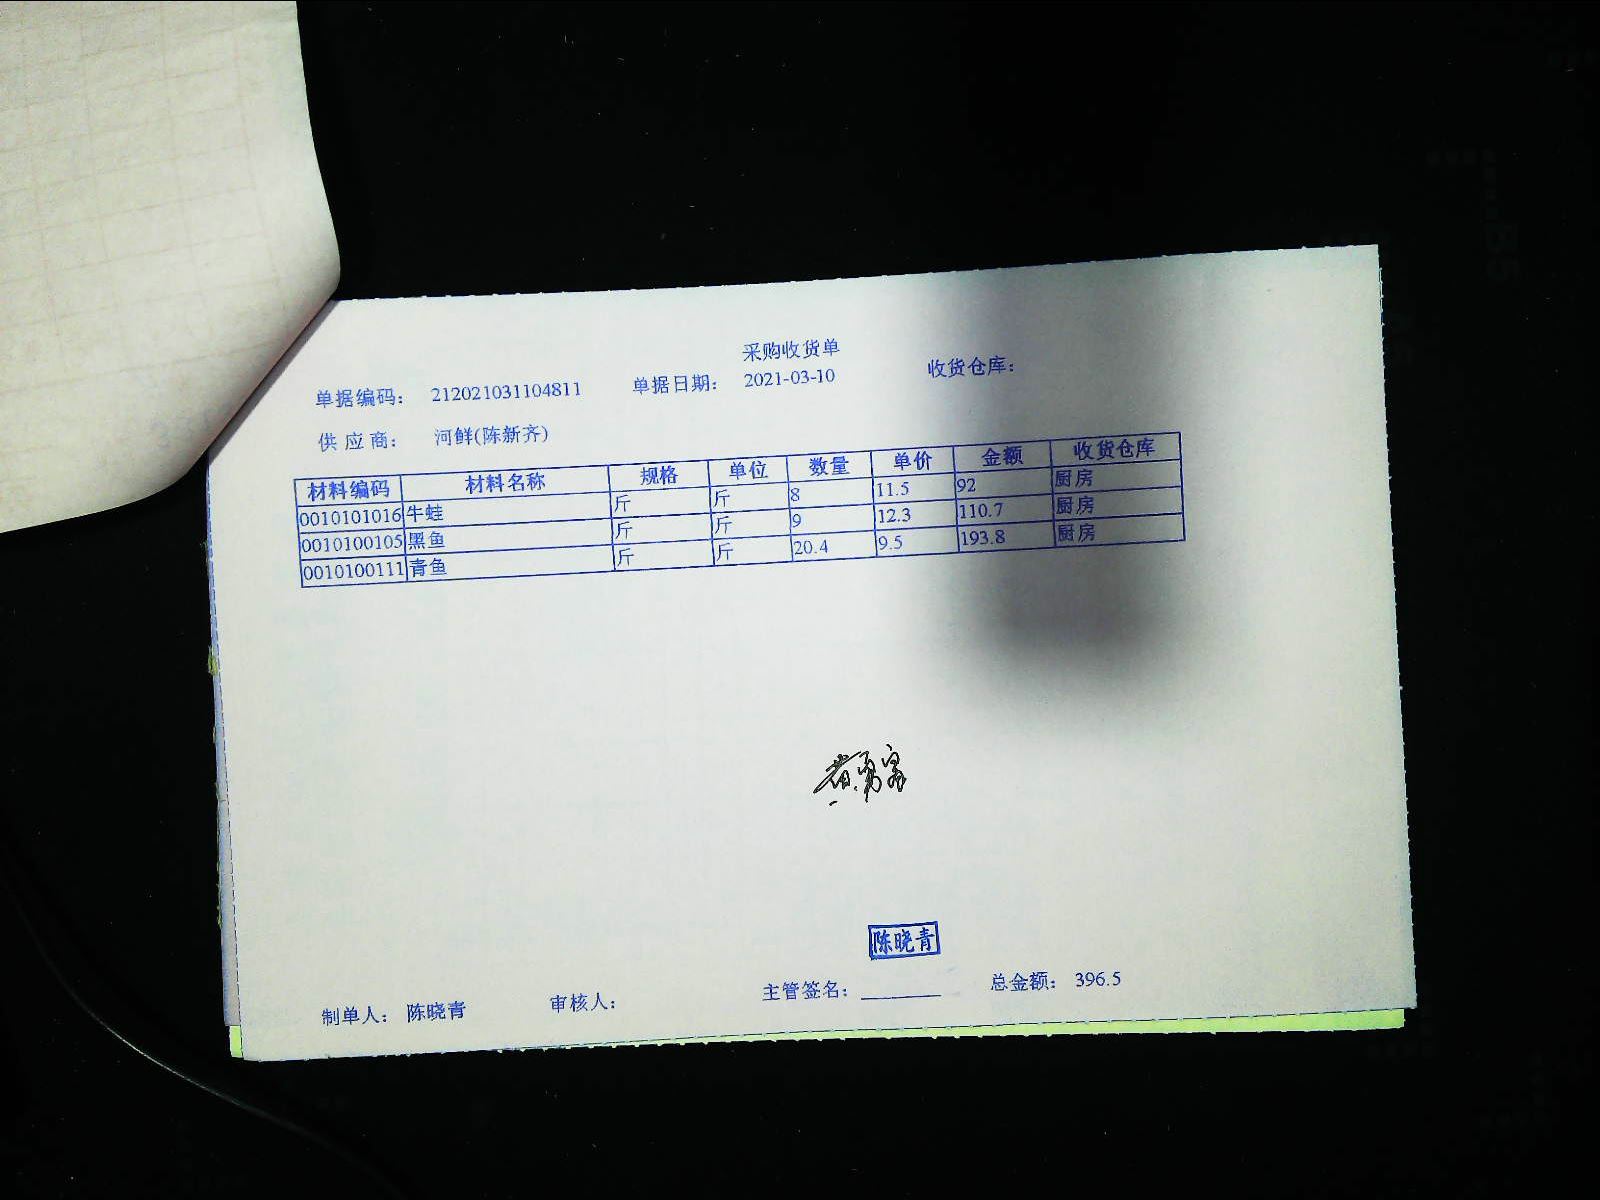 采购收货单
单据编码： 212021031104811 单据日期： 2021-03-10 收货仓库：
供 应 商： 河鲜(陈新齐)
材料编码 材料名称 规格 单位 数量 单价 金额 收货仓库
0010101016 牛蛙 斤 斤 8 11.5 92 厨房
0010100105 黑鱼 斤 斤 9 12.3 110.7 厨房
0010100111 青鱼 斤 斤 20.4 9.5 193.8 厨房
黄勇富
陈晓青
制单人： 陈晓青 审核人： 主管签名：________ 总金额： 396.5